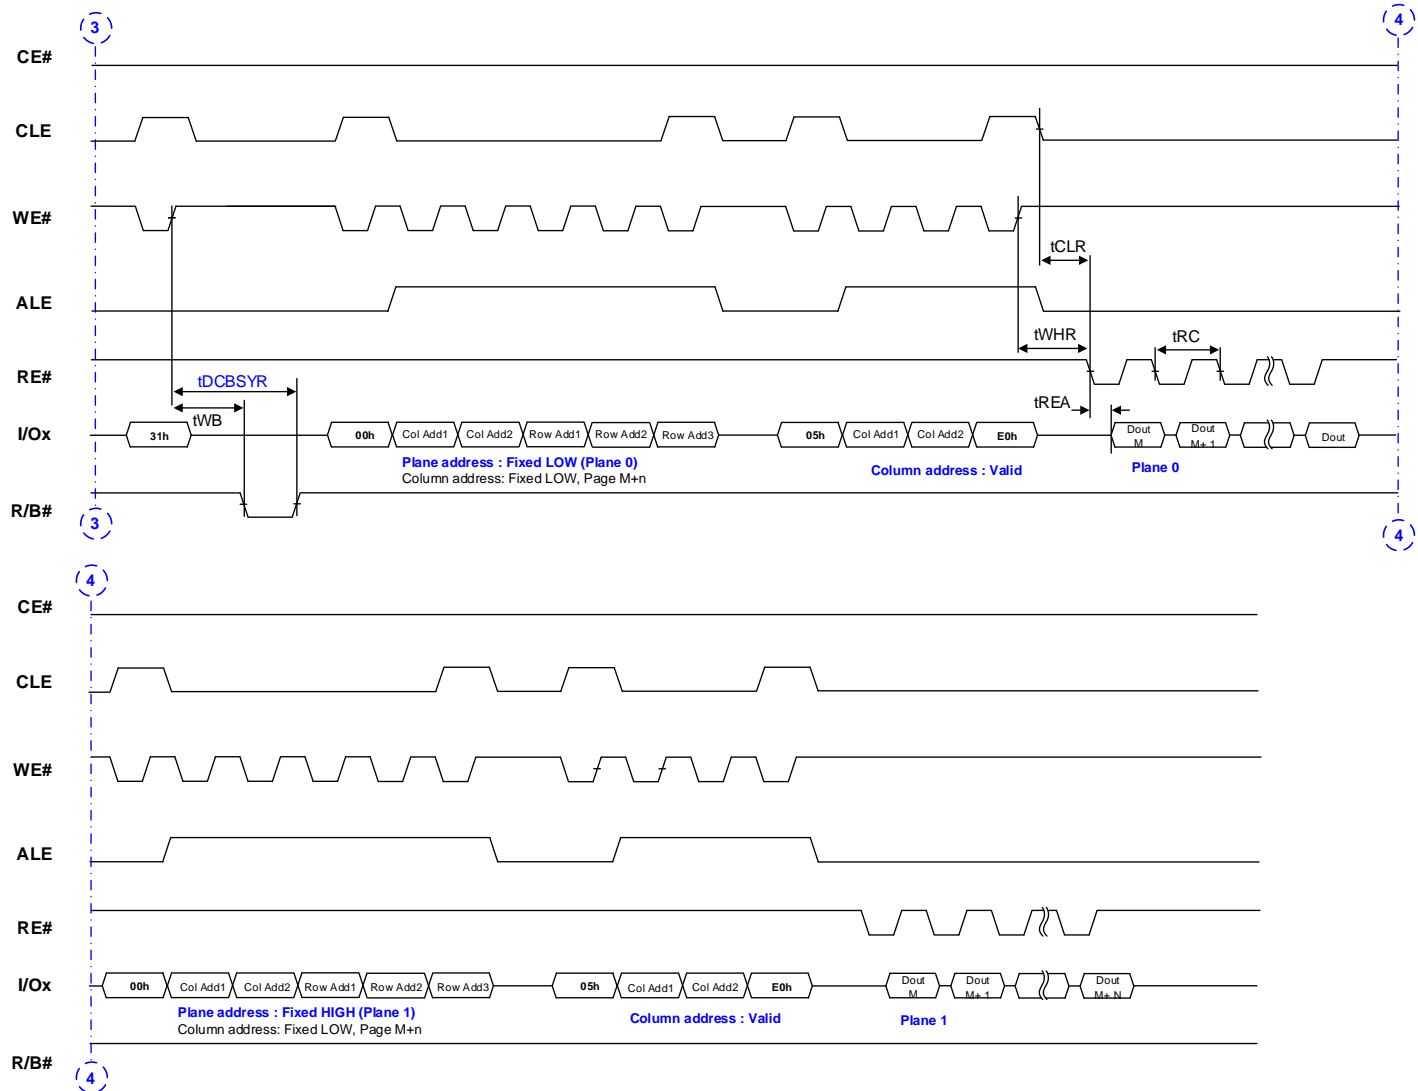 3 4
CE#
CLE
WE#
tCLR
ALE
tWHR tRC
RE#
tDCBSYR
tWB
tREA
I/Ox 31h 00h Col Add1 Col Add2 Row Add1 Row Add2 Row Add3 05h Col Add1 Col Add2 E0h Dout M Dout M+ 1 Dout
Plane address : Fixed LOW (Plane 0)
Column address: Fixed LOW, Page M+n
Column address : Valid
Plane 0
R/B#
3 4
4
CE#
CLE
WE#
ALE
RE#
I/Ox 00h Col Add1 Col Add2 Row Add1 Row Add2 Row Add3 05h Col Add1 Col Add2 E0h Dout M Dout M+ 1 Dout M+ N
Plane address : Fixed HIGH (Plane 1)
Column address: Fixed LOW, Page M+n
Column address : Valid
Plane 1
R/B#
4